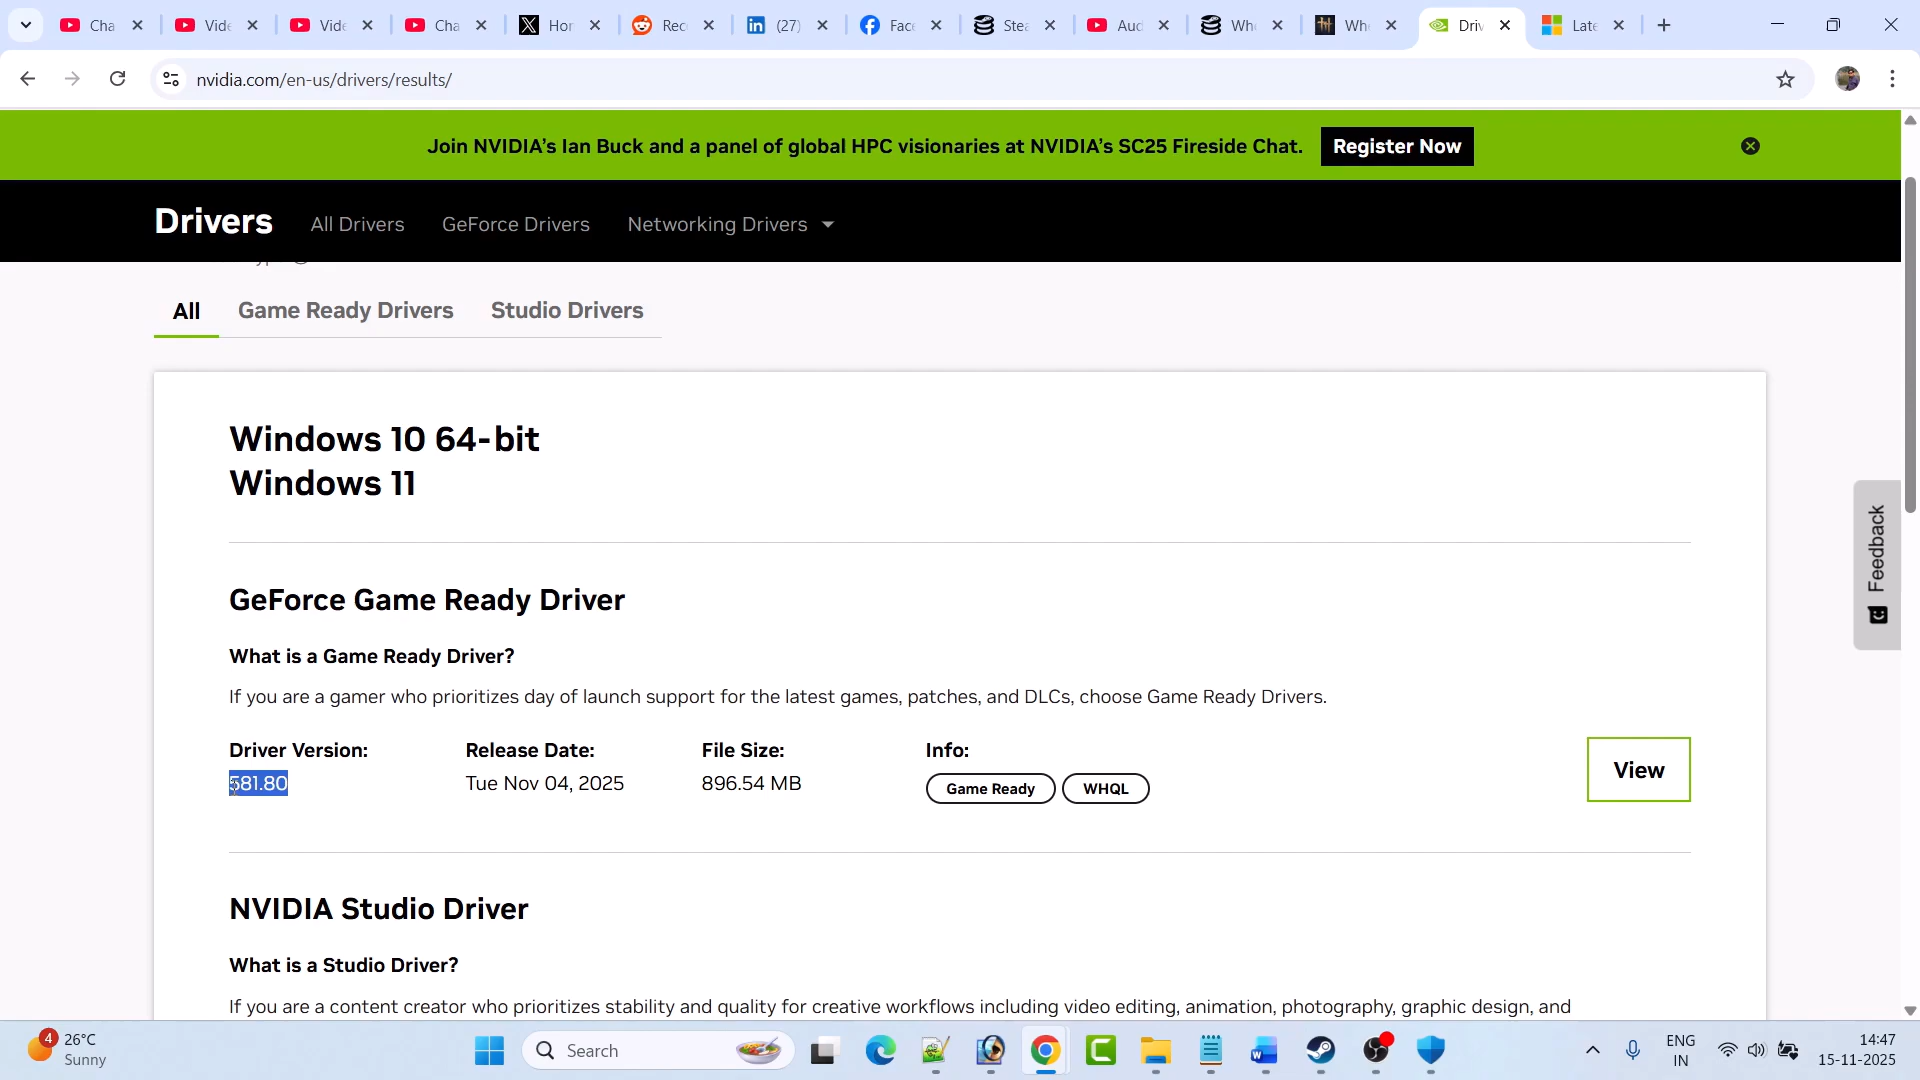 Cha
Vide
Vide
Cha
Hor
Rec
(27)
Fac
Stea
Aud
Whe
Whe
Driv
Late
nvidia.com/en-us/drivers/results/
Join NVIDIA's Ian Buck and a panel of global HPC visionaries at NVIDIA's SC25 Fireside Chat.
Register Now
Drivers
All Drivers
GeForce Drivers
Networking Drivers
All
Game Ready Drivers
Studio Drivers
Windows 10 64-bit
Windows 11
GeForce Game Ready Driver
What is a Game Ready Driver?
If you are a gamer who prioritizes day of launch support for the latest games, patches, and DLCs, choose Game Ready Drivers.
Driver Version:
Release Date:
File Size:
Info:
581.80
Tue Nov 04, 2025
896.54 MB
Game Ready
WHQL
View
Feedback
NVIDIA Studio Driver
What is a Studio Driver?
If you are a content creator who prioritizes stability and quality for creative workflows including video editing, animation, photography, graphic design, and
4
26°C
Sunny
Search
ENG
IN
14:47
15-11-2025